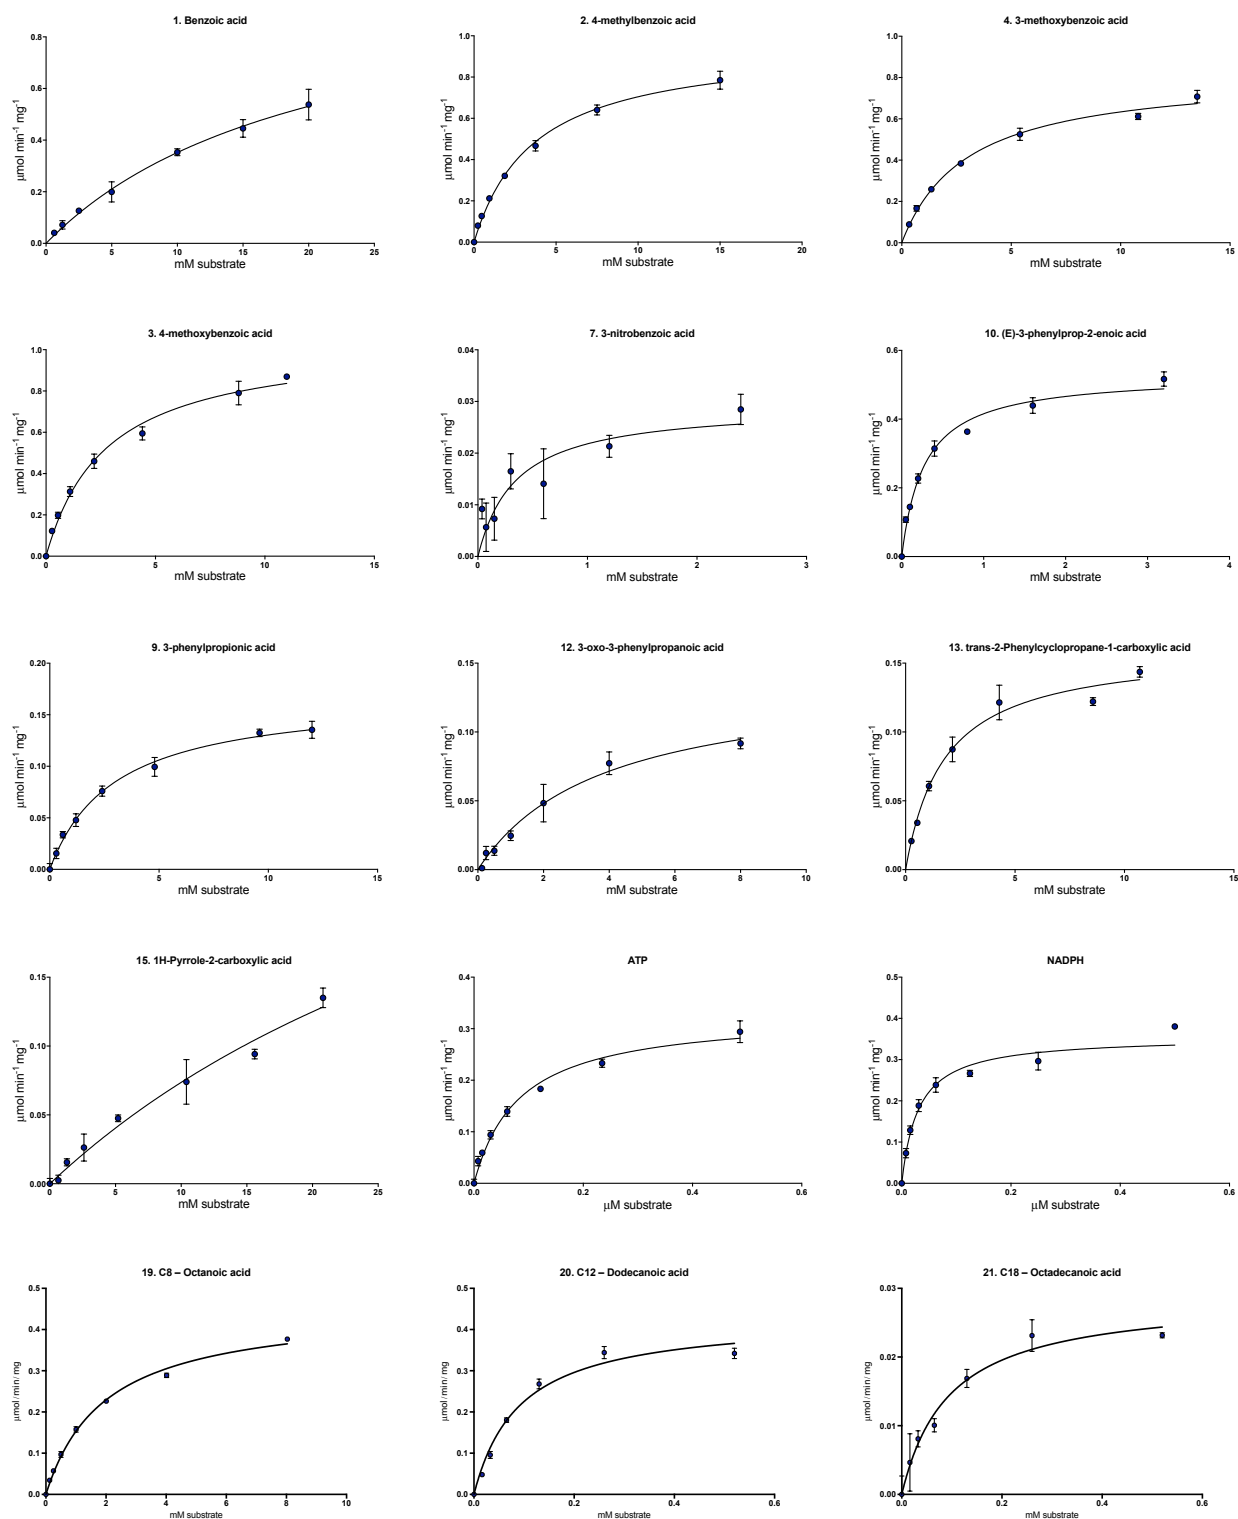 1. Benzoic acid
0.8
0.6
0.4
0.2
0.0
μmol min-1 mg-1
0 5 10 15 20 25
mM substrate
2. 4-methylbenzoic acid
1.0
0.8
0.6
0.4
0.2
0.0
μmol min-1 mg-1
0 5 10 15 20
mM substrate
4. 3-methoxybenzoic acid
1.0
0.8
0.6
0.4
0.2
0.0
μmol min-1 mg-1
0 5 10 15
mM substrate
3. 4-methoxybenzoic acid
1.0
0.8
0.6
0.4
0.2
0.0
μmol min-1 mg-1
0 5 10 15
mM substrate
7. 3-nitrobenzoic acid
0.04
0.03
0.02
0.01
0.00
μmol min-1 mg-1
0 1 2 3
mM substrate
10. (E)-3-phenylprop-2-enoic acid
0.6
0.4
0.2
0.0
μmol min-1 mg-1
0 1 2 3 4
mM substrate
9. 3-phenylpropionic acid
0.20
0.15
0.10
0.05
0.00
μmol min-1 mg-1
0 5 10 15
mM substrate
12. 3-oxo-3-phenylpropanoic acid
0.15
0.10
0.05
0.00
μmol min-1 mg-1
0 2 4 6 8 10
mM substrate
13. trans-2-Phenylcyclopropane-1-carboxylic acid
0.15
0.10
0.05
0.00
μmol min-1 mg-1
0 5 10 15
mM substrate
15. 1H-Pyrrole-2-carboxylic acid
0.15
0.10
0.05
0.00
μmol min-1 mg-1
0 5 10 15 20 25
mM substrate
ATP
0.4
0.3
0.2
0.1
0.0
μmol min-1 mg-1
0.0 0.2 0.4 0.6
μM substrate
NADPH
0.5
0.4
0.3
0.2
0.1
0.0
μmol min-1 mg-1
0.0 0.2 0.4 0.6
μM substrate
19. C8 – Octanoic acid
0.5
0.4
0.3
0.2
0.1
0.0
μmol/min/mg
0 2 4 6 8 10
mM substrate
20. C12 – Dodecanoic acid
0.5
0.4
0.3
0.2
0.1
0.0
μmol/min/mg
0.0 0.2 0.4 0.6
mM substrate
21. C18 – Octadecanoic acid
0.03
0.02
0.01
0.00
μmol/min/mg
0.0 0.2 0.4 0.6
mM substrate